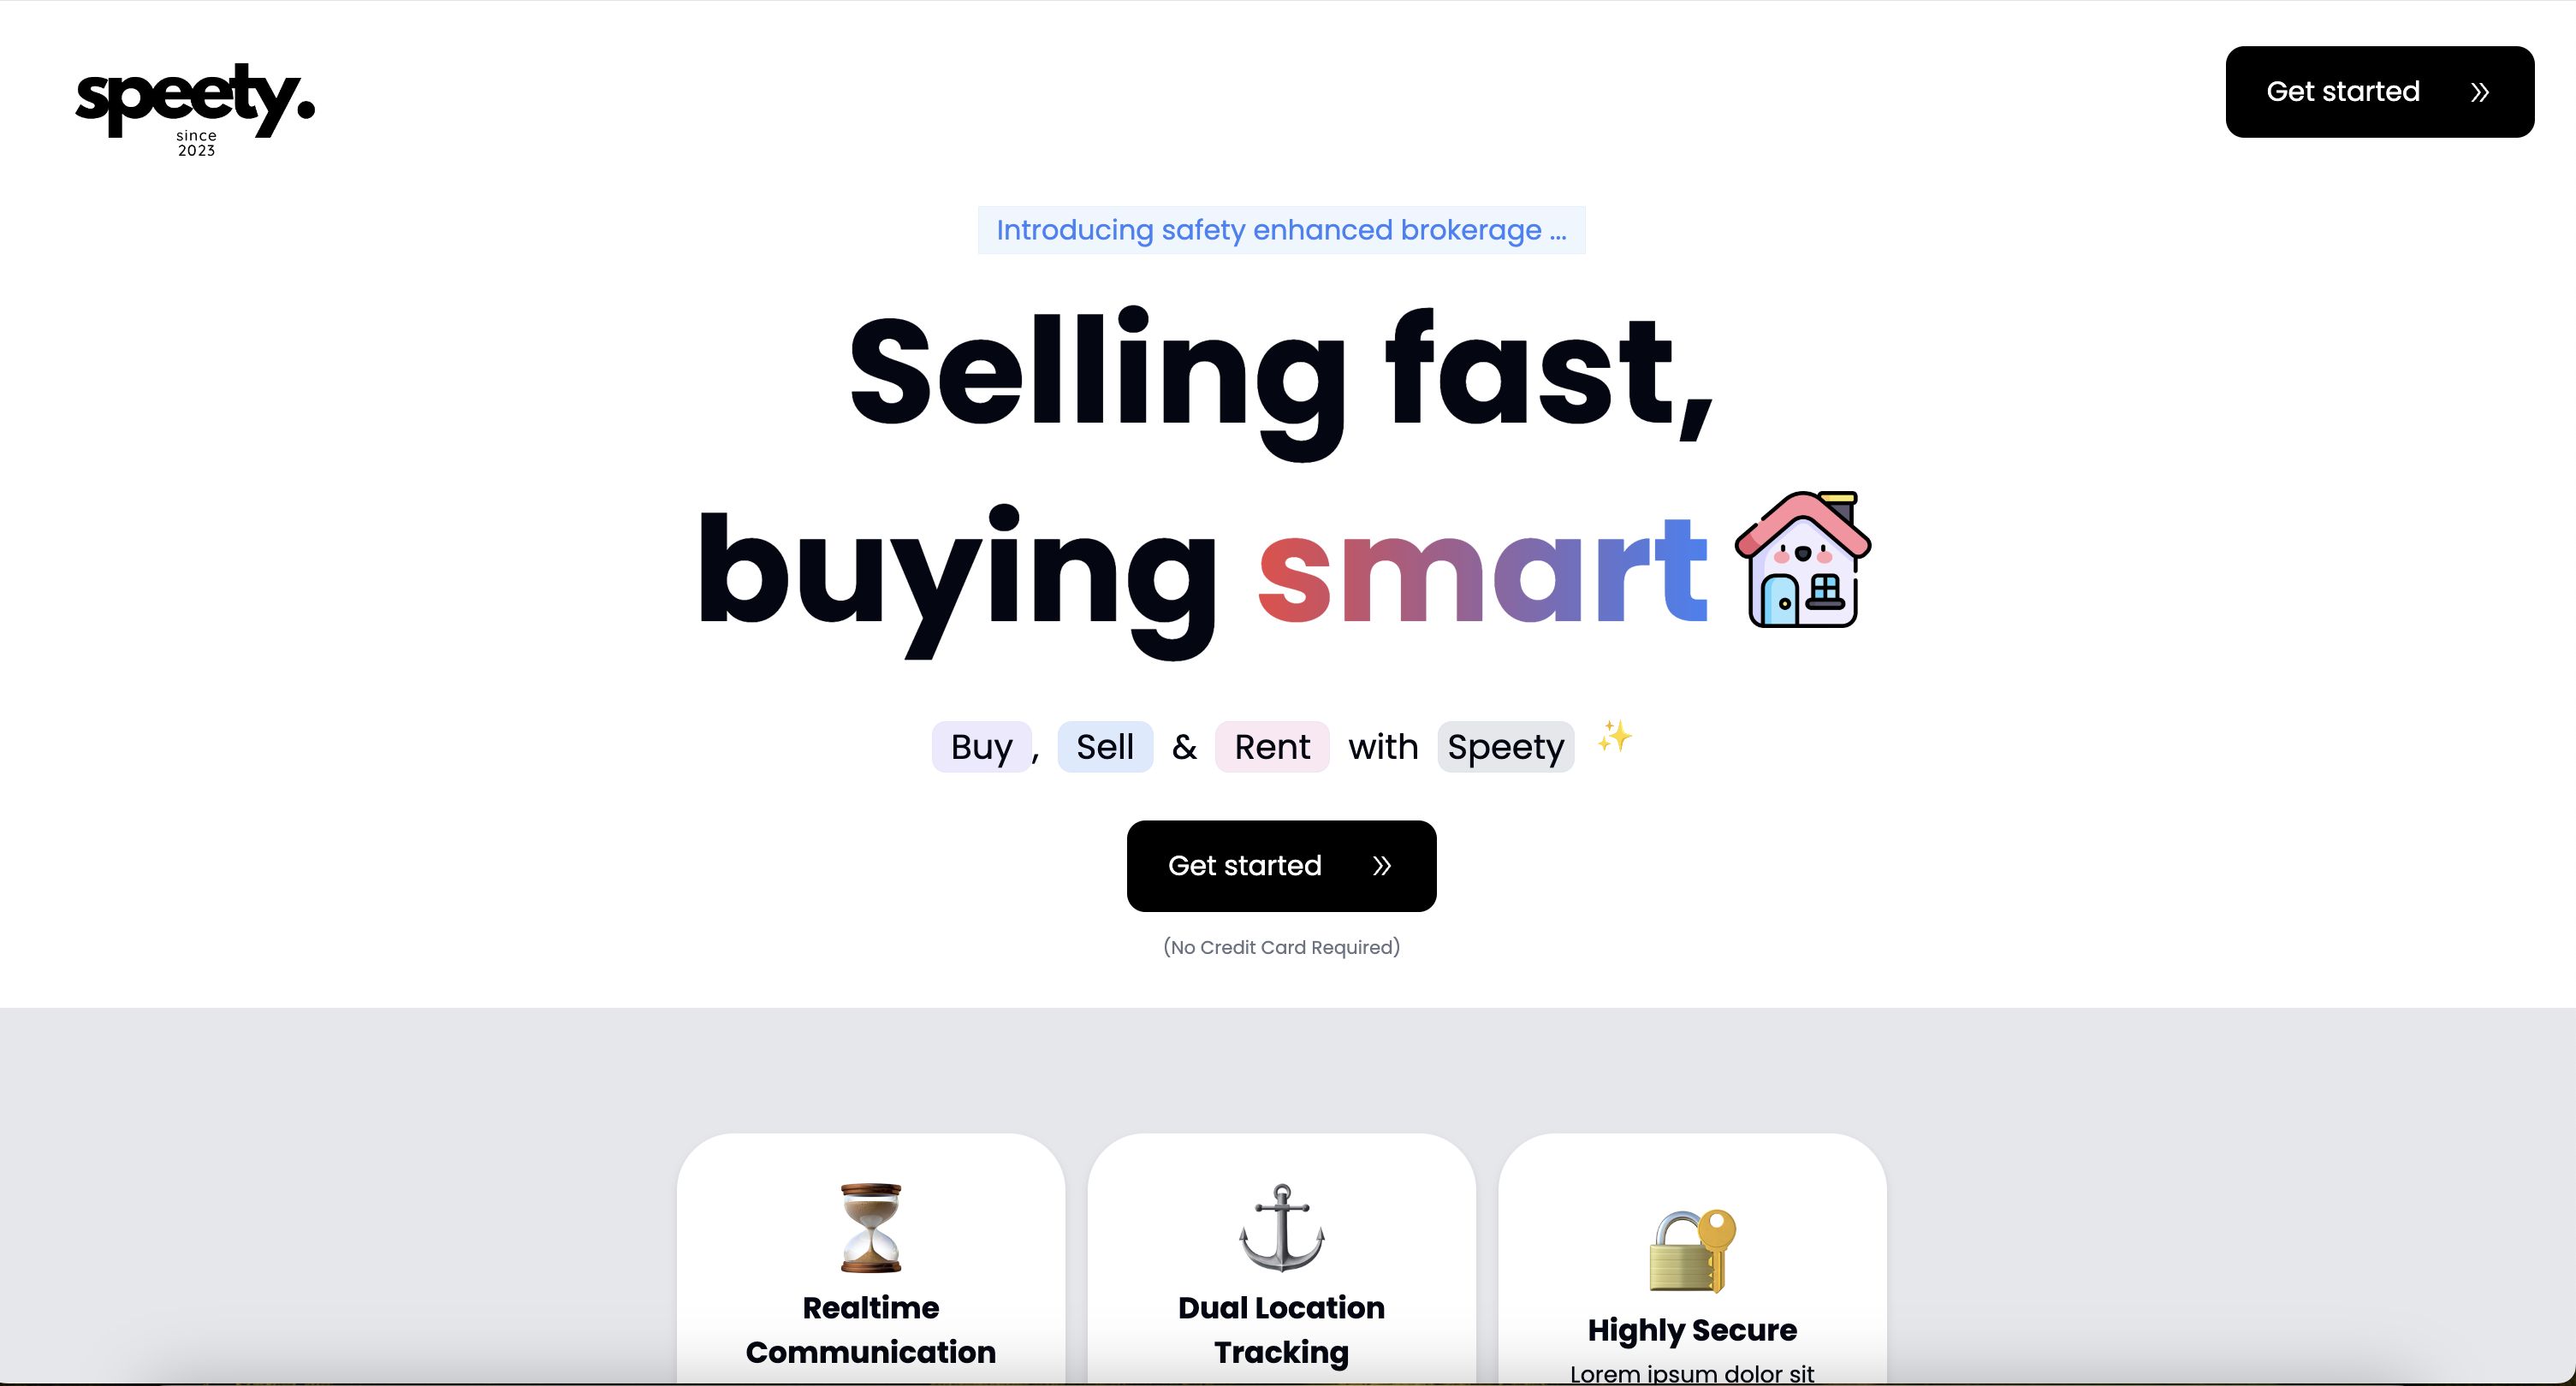 speety.
since
2023
Get started
Introducing safety enhanced brokerage ...
Selling fast,
buying smart
Buy, Sell & Rent with Speety
Get started
(No Credit Card Required)
Realtime
Communication
Dual Location
Tracking
Highly Secure
Lorem ipsum dolor sit